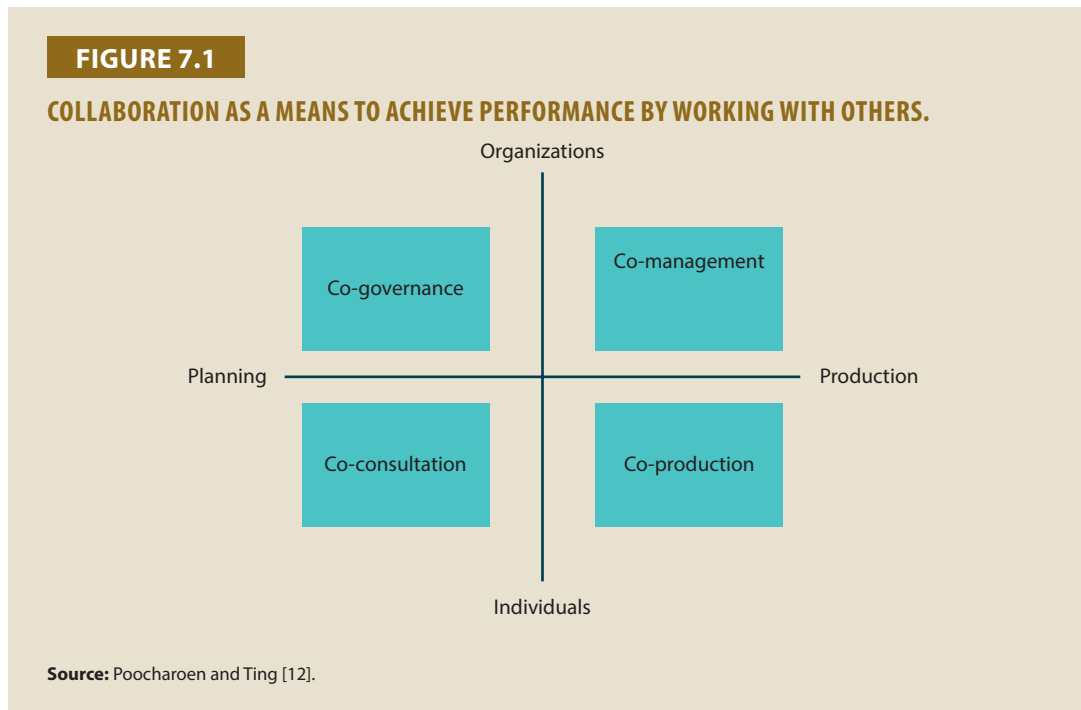 FIGURE 7.1
COLLABORATION AS A MEANS TO ACHIEVE PERFORMANCE BY WORKING WITH OTHERS.
Organizations
Co-governance
Co-management
Planning
Production
Co-consultation
Co-production
Individuals
Source: Poocharoen and Ting [12].